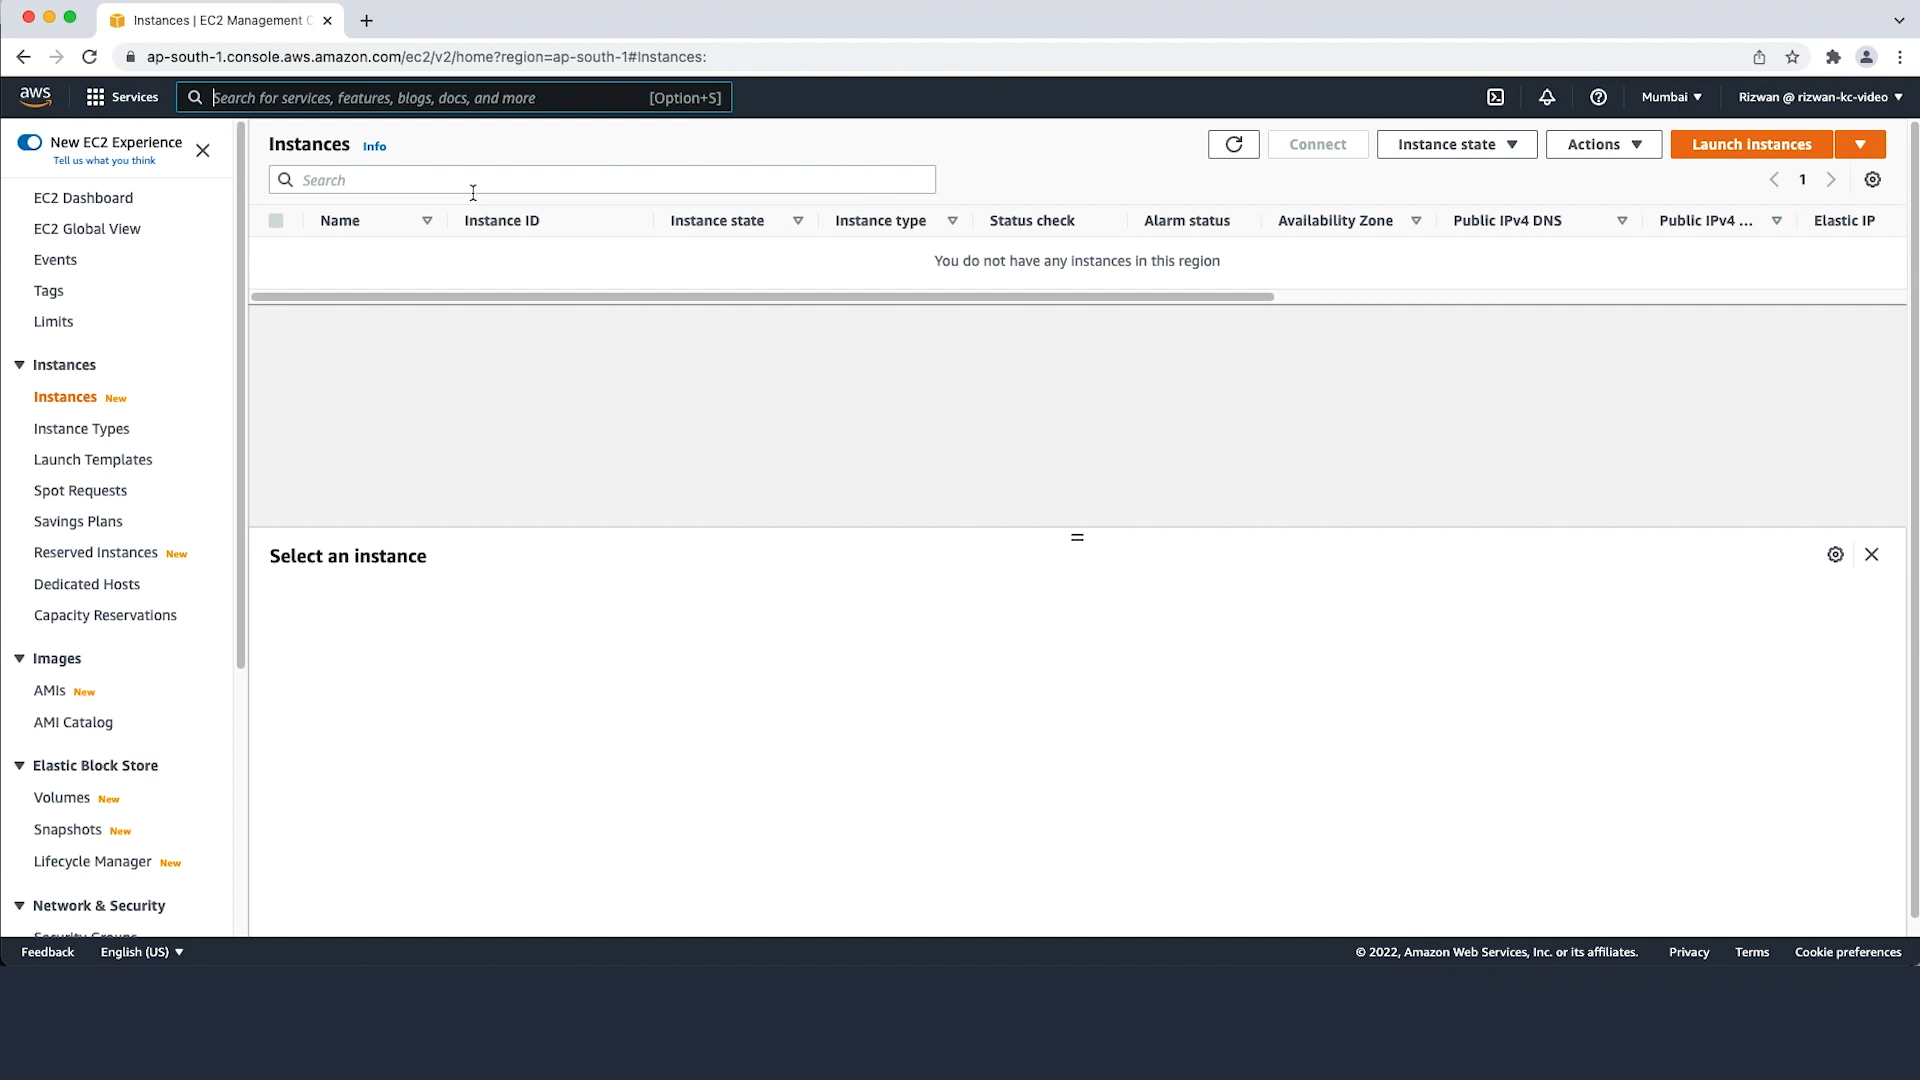 Instances | EC2 Management C
ap-south-1.console.aws.amazon.com/ec2/v2/home?region=ap-south-1#Instances:
aws
Services
Search for services, features, blogs, docs, and more
[Option+S]
Mumbai
Rizwan @ rizwan-kc-video
New EC2 Experience
Tell us what you think
EC2 Dashboard
EC2 Global View
Events
Tags
Limits
Instances
Instances New
Instance Types
Launch Templates
Spot Requests
Savings Plans
Reserved Instances New
Dedicated Hosts
Capacity Reservations
Images
AMIs New
AMI Catalog
Elastic Block Store
Volumes New
Snapshots New
Lifecycle Manager New
Network & Security
Security Groups
Instances Info
Connect
Instance state
Actions
Launch instances
Search
1
Name
Instance ID
Instance state
Instance type
Status check
Alarm status
Availability Zone
Public IPv4 DNS
Public IPv4 ...
Elastic IP
You do not have any instances in this region
Select an instance
Feedback
English (US)
© 2022, Amazon Web Services, Inc. or its affiliates.
Privacy
Terms
Cookie preferences